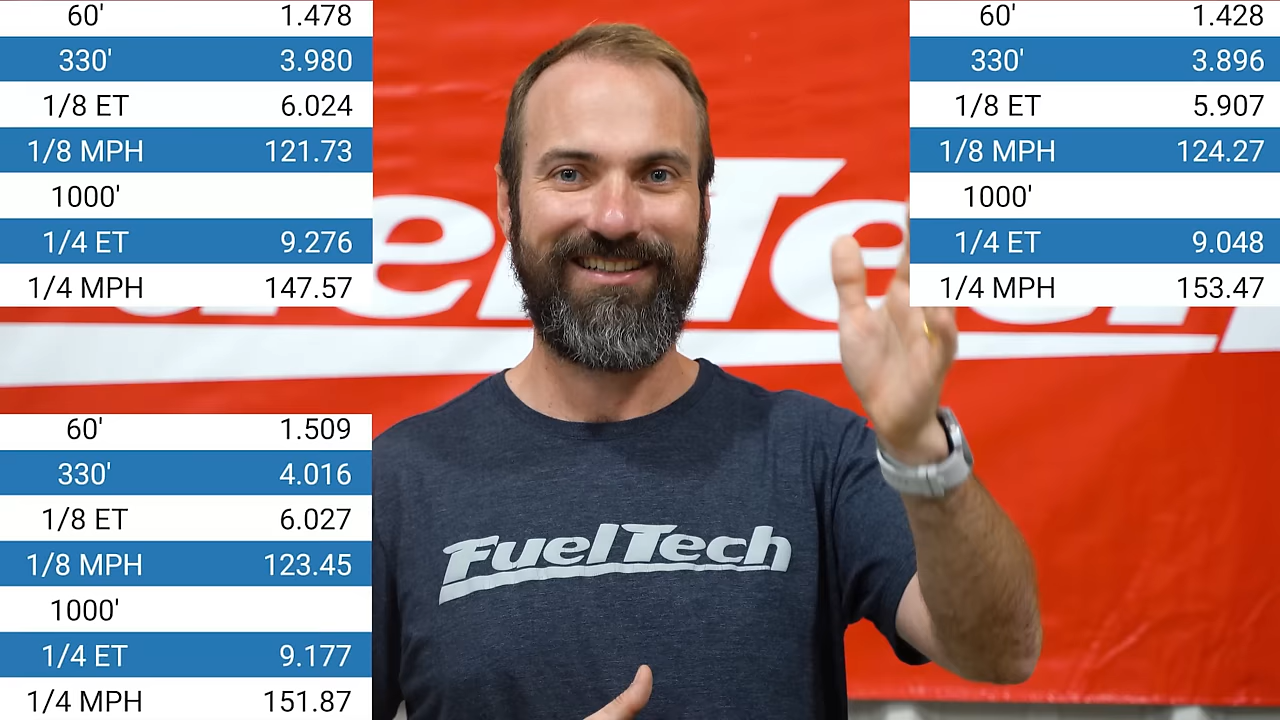 60' 1.478
330' 3.980
1/8 ET 6.024
1/8 MPH 121.73
1000'
1/4 ET 9.276
1/4 MPH 147.57
60' 1.428
330' 3.896
1/8 ET 5.907
1/8 MPH 124.27
1000'
1/4 ET 9.048
1/4 MPH 153.47
FuelTech
60' 1.509
330' 4.016
1/8 ET 6.027
1/8 MPH 123.45
1000'
1/4 ET 9.177
1/4 MPH 151.87
FuelTech